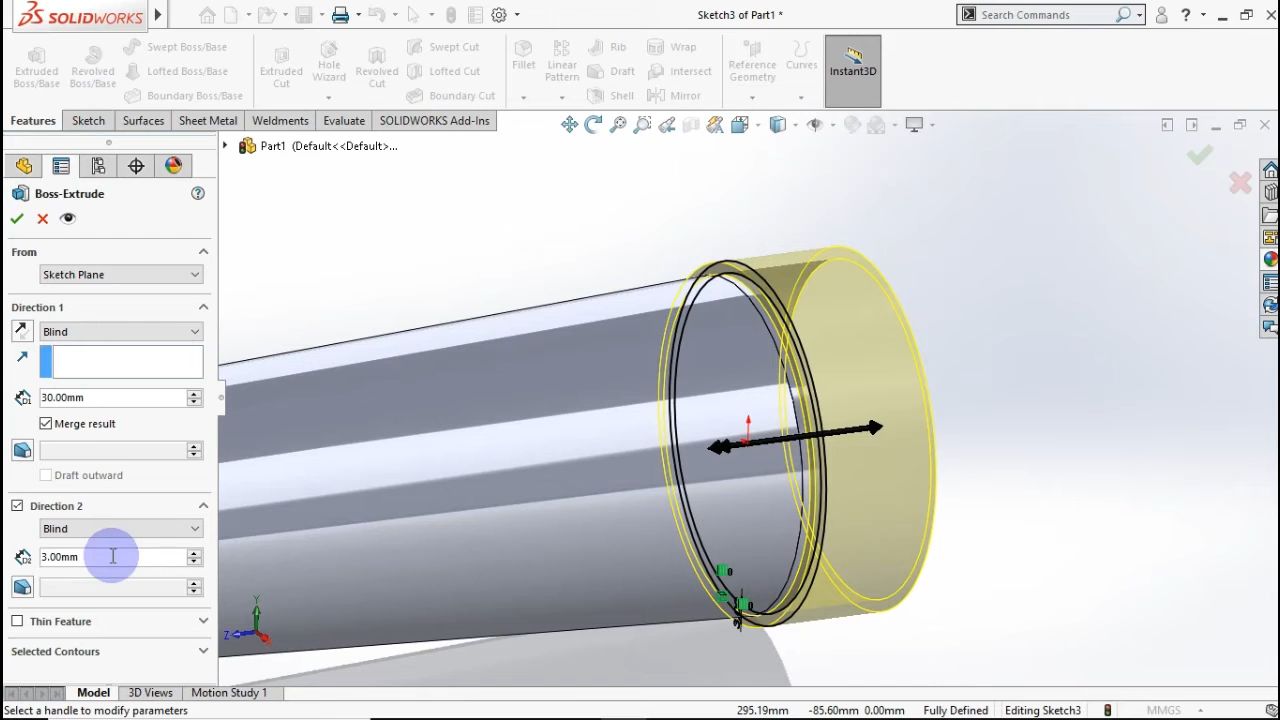 SOLIDWORKS
Sketch3 of Part1 *
Search Commands
?
Extruded Boss/Base
Revolved Boss/Base
Swept Boss/Base
Lofted Boss/Base
Boundary Boss/Base
Extruded Cut
Hole Wizard
Revolved Cut
Swept Cut
Lofted Cut
Boundary Cut
Fillet
Linear Pattern
Rib
Draft
Shell
Wrap
Intersect
Mirror
Reference Geometry
Curves
Instant3D
Features
Sketch
Surfaces
Sheet Metal
Weldments
Evaluate
SOLIDWORKS Add-Ins
Part1 (Default<<Default>...
Boss-Extrude
?
From
Sketch Plane
Direction 1
Blind
D1
30.00mm
Merge result
Draft outward
Direction 2
Blind
D2
3.00mm
Thin Feature
Selected Contours
Y
Z
0
0
Model
3D Views
Motion Study 1
Select a handle to modify parameters
295.19mm
-85.60mm
0.00mm
Fully Defined
Editing Sketch3
MMGS